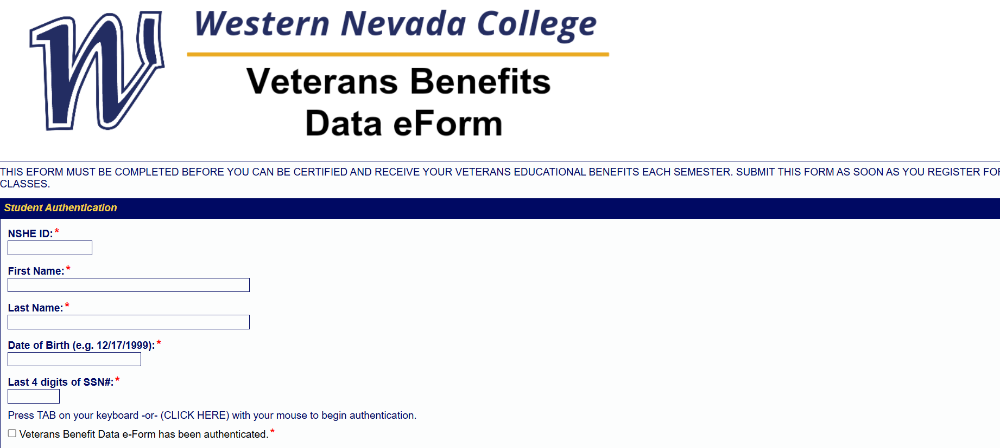 Western Nevada College
Veterans Benefits
Data eForm
THIS EFORM MUST BE COMPLETED BEFORE YOU CAN BE CERTIFIED AND RECEIVE YOUR VETERANS EDUCATIONAL BENEFITS EACH SEMESTER. SUBMIT THIS FORM AS SOON AS YOU REGISTER FOR
CLASSES.
Student Authentication
NSHE ID:*
First Name:*
Last Name:*
Date of Birth (e.g. 12/17/1999):*
Last 4 digits of SSN#:*
Press TAB on your keyboard -or- (CLICK HERE) with your mouse to begin authentication.
Veterans Benefit Data e-Form has been authenticated.*